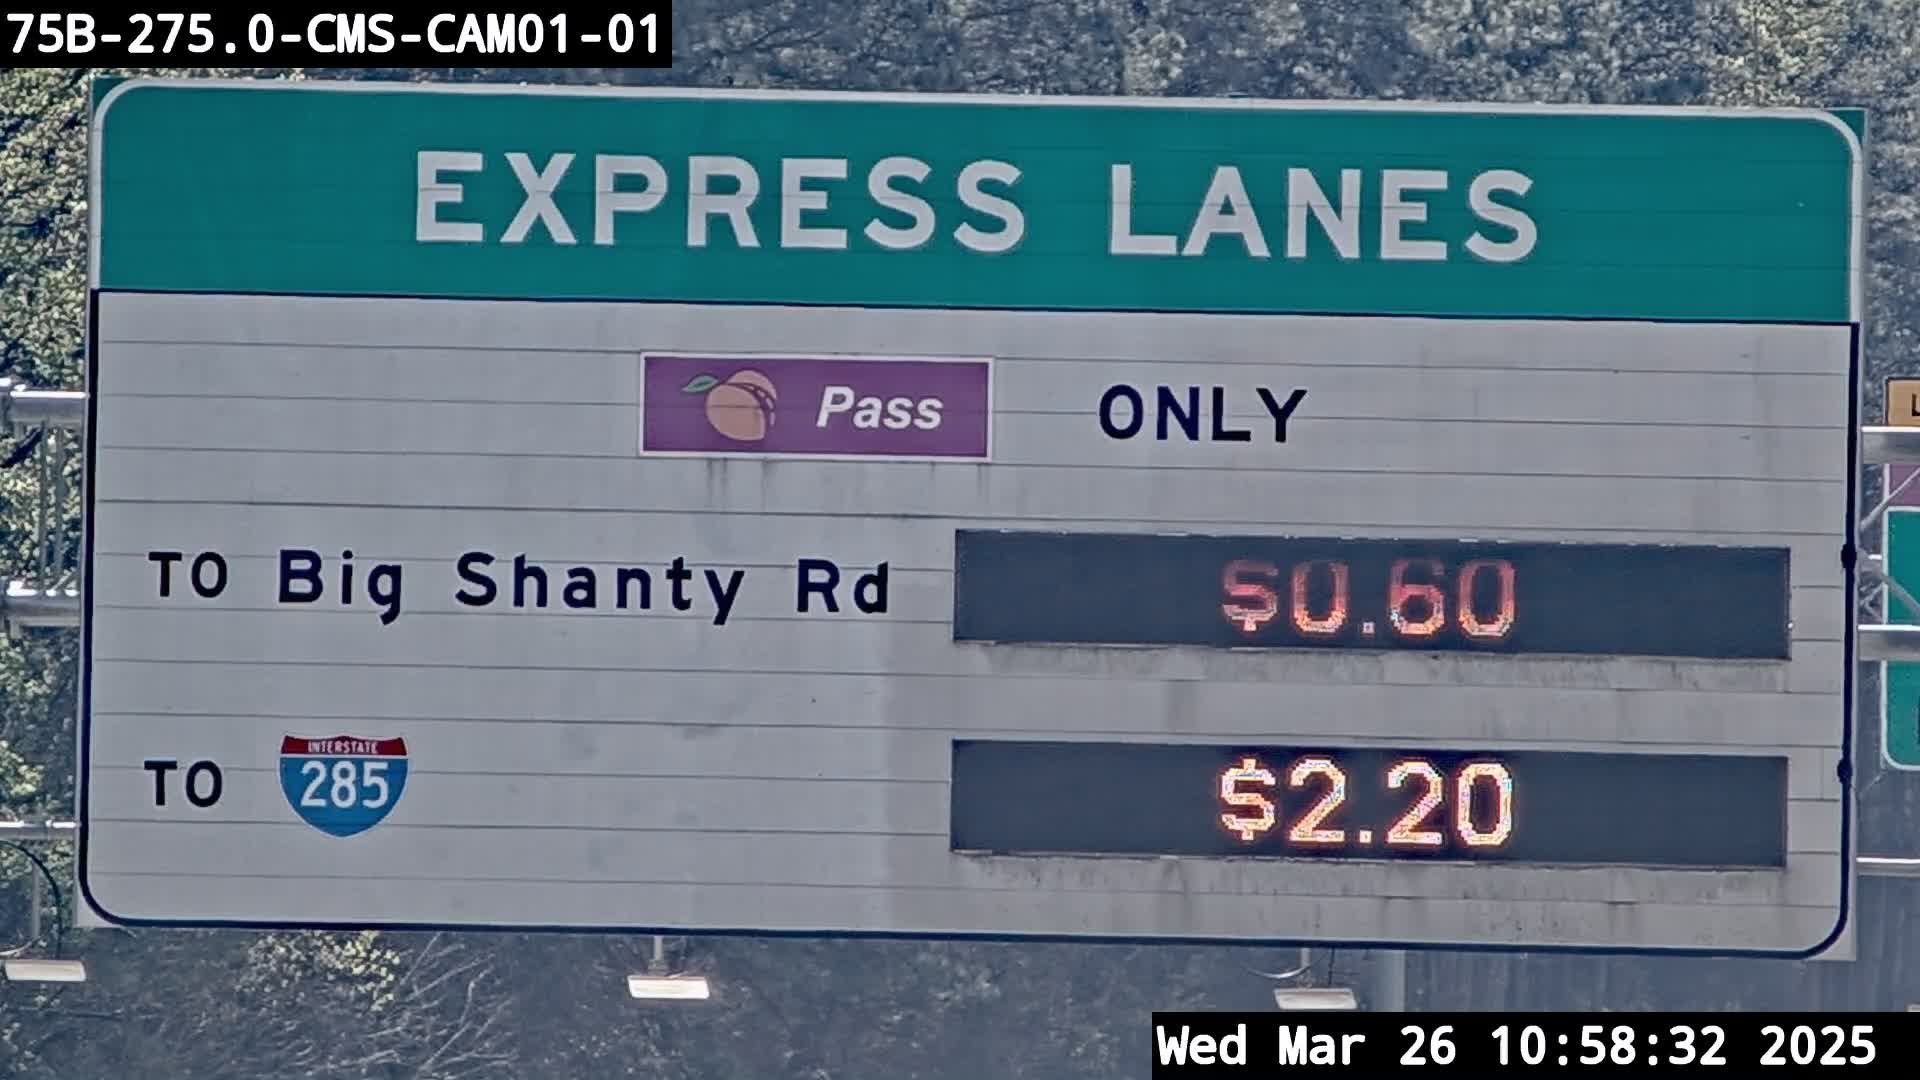 75B-275.0-CMS-CAM01-01
EXPRESS LANES
Pass ONLY
TO Big Shanty Rd $0.60
INTERSTATE
TO 285 $2.20
Wed Mar 26 10:58:32 2025